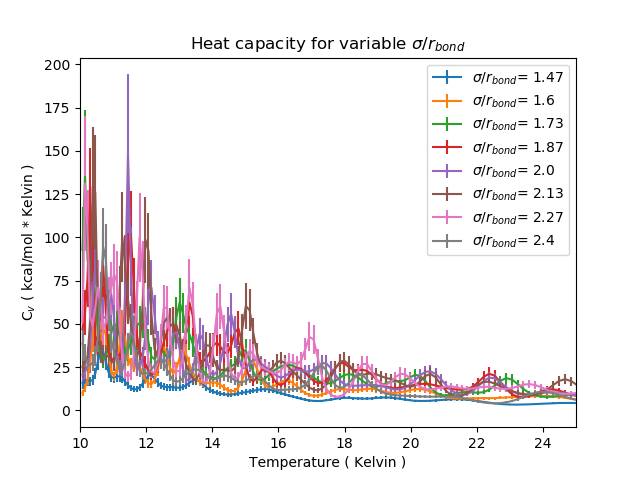 Heat capacity for variable σ/r_bond
200
175
150
125
100
75
50
25
0
C_v ( kcal/mol * Kelvin )
10 12 14 16 18 20 22 24
Temperature ( Kelvin )
σ/r_bond= 1.47
σ/r_bond= 1.6
σ/r_bond= 1.73
σ/r_bond= 1.87
σ/r_bond= 2.0
σ/r_bond= 2.13
σ/r_bond= 2.27
σ/r_bond= 2.4